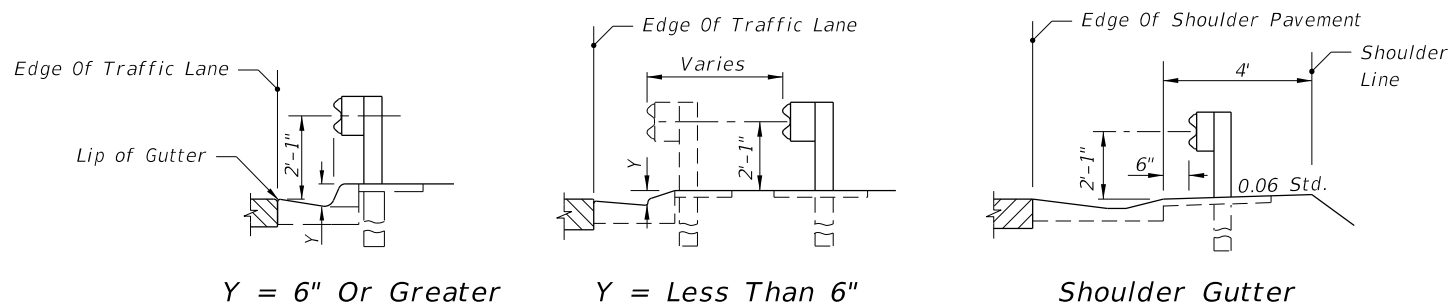 Edge Of Traffic Lane
Lip of Gutter
2'-1"
Y
Y = 6" Or Greater
Edge Of Traffic Lane
Varies
Y
2'-1"
Y = Less Than 6"
Edge Of Shoulder Pavement
Shoulder
Line
4'
2'-1"
6"
0.06 Std.
Shoulder Gutter